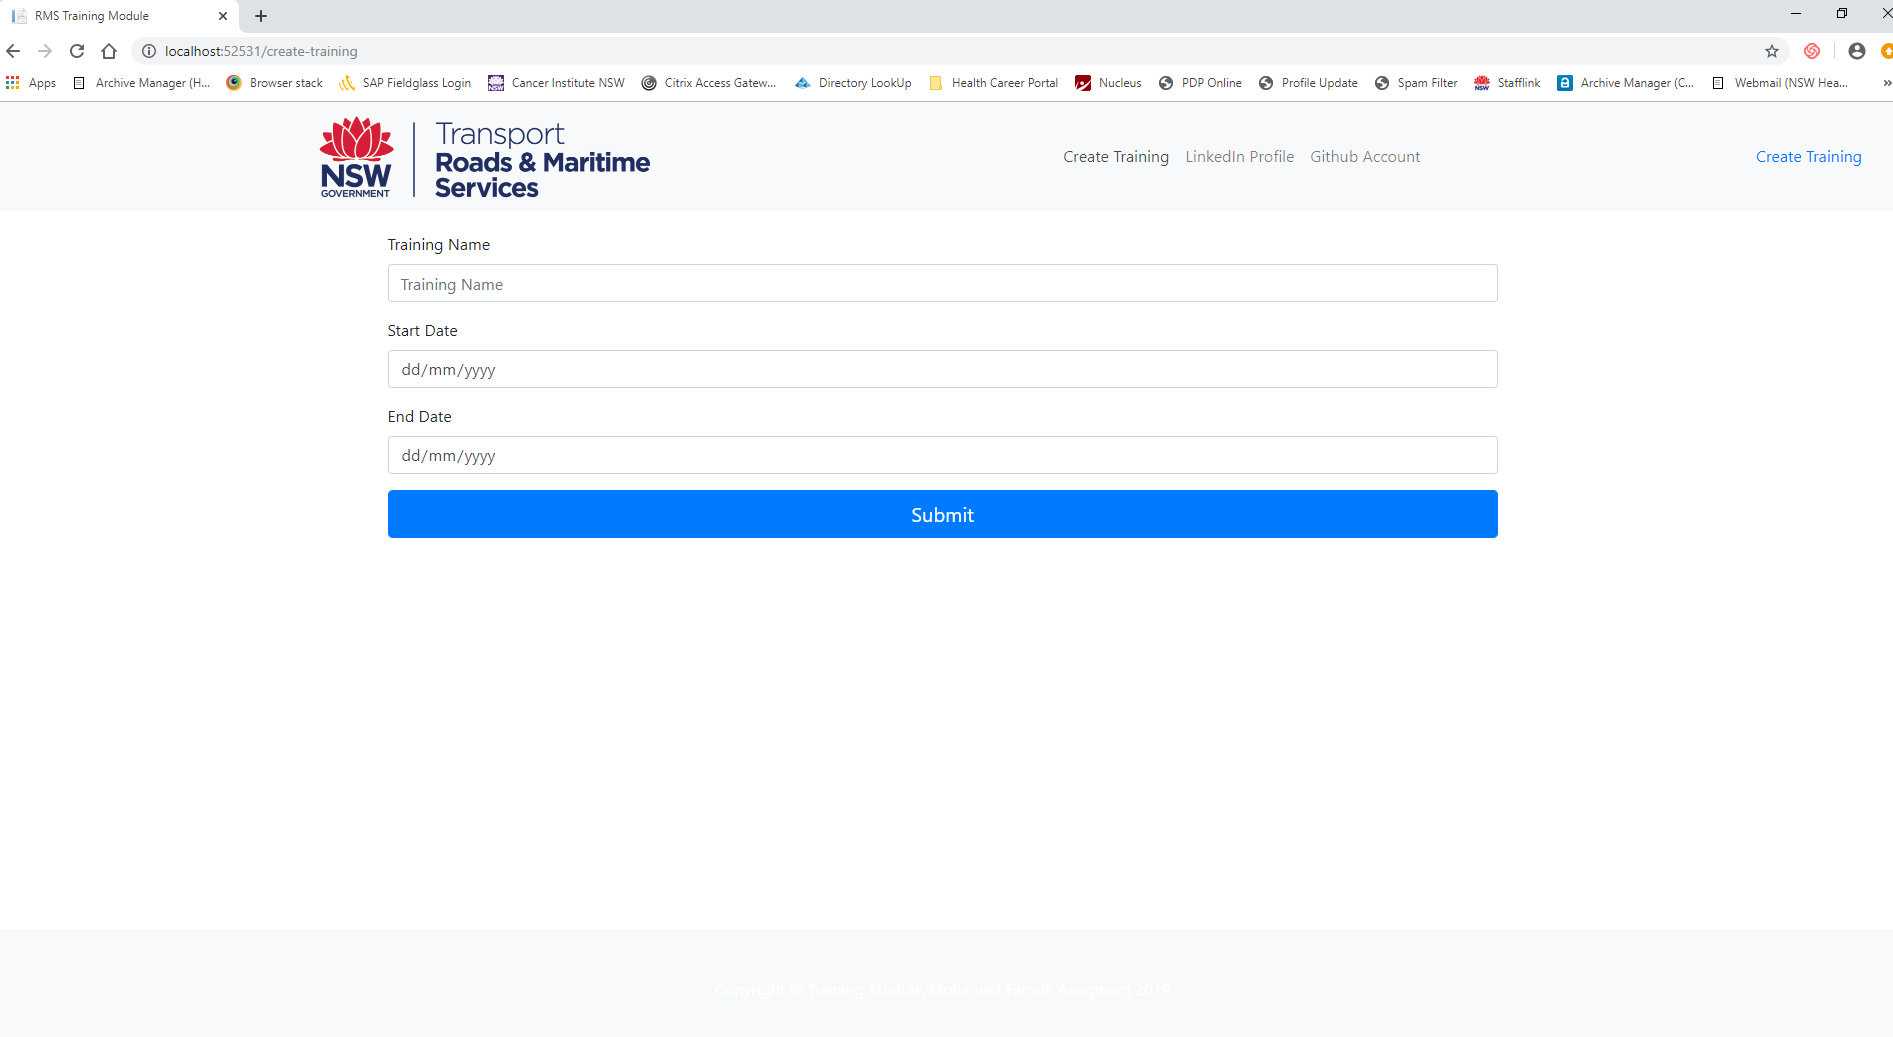 RMS Training Module
localhost:52531/create-training
Apps Archive Manager (H... Browser stack SAP Fieldglass Login Cancer Institute NSW Citrix Access Gatew... Directory LookUp Health Career Portal Nucleus PDP Online Profile Update Spam Filter Stafflink Archive Manager (C... Webmail (NSW Hea... »
NSW
GOVERNMENT
Transport
Roads & Maritime
Services
Create Training LinkedIn Profile Github Account Create Training
Training Name
Training Name
Start Date
dd/mm/yyyy
End Date
dd/mm/yyyy
Submit
Copyright © Training Module/Mohamed Farouk Assigment 2019